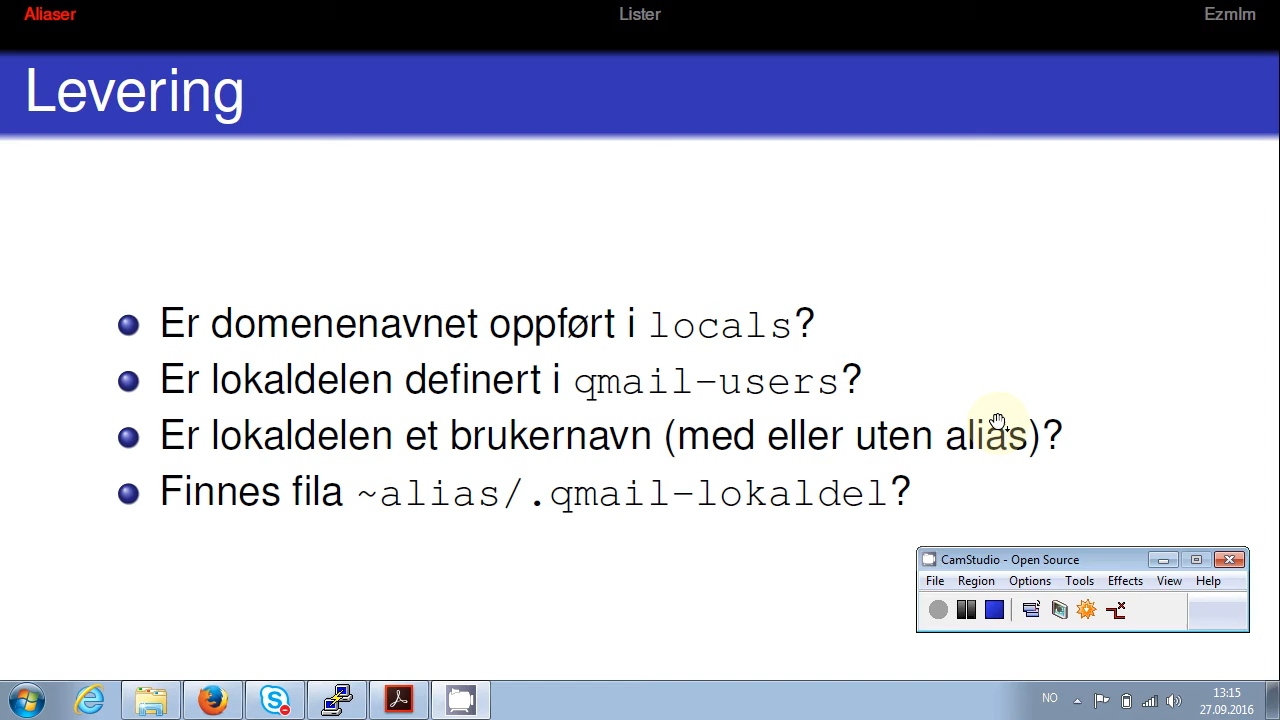 Aliaser Lister Ezmlm
Levering
Er domenenavnet oppført i locals?
Er lokaldelen definert i qmail-users?
Er lokaldelen et brukernavn (med eller uten alias)?
Finnes fila ~alias/.qmail-lokaldel?
CamStudio - Open Source
File Region Options Tools Effects View Help
NO
13:15
27.09.2016